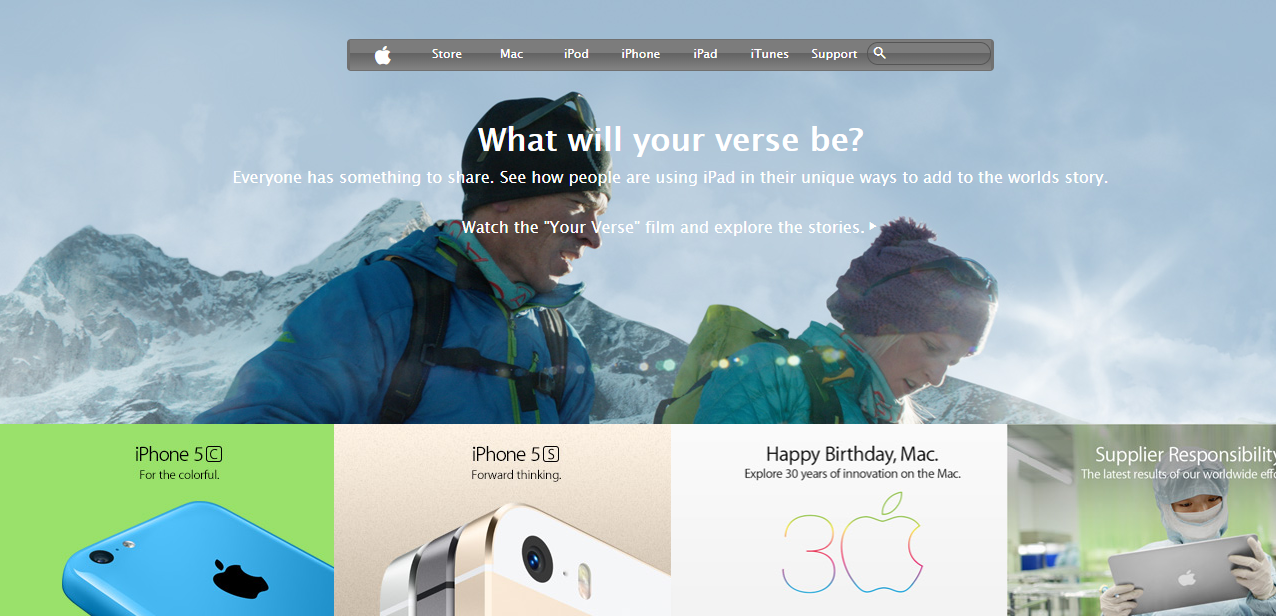 Store Mac iPod iPhone iPad iTunes Support
What will your verse be?
Everyone has something to share. See how people are using iPad in their unique ways to add to the worlds story.
Watch the "Your Verse" film and explore the stories.
iPhone 5C
For the colorful.
iPhone 5S
Forward thinking.
Happy Birthday, Mac.
Explore 30 years of innovation on the Mac.
30
Supplier Responsibility
The latest results of our worldwide